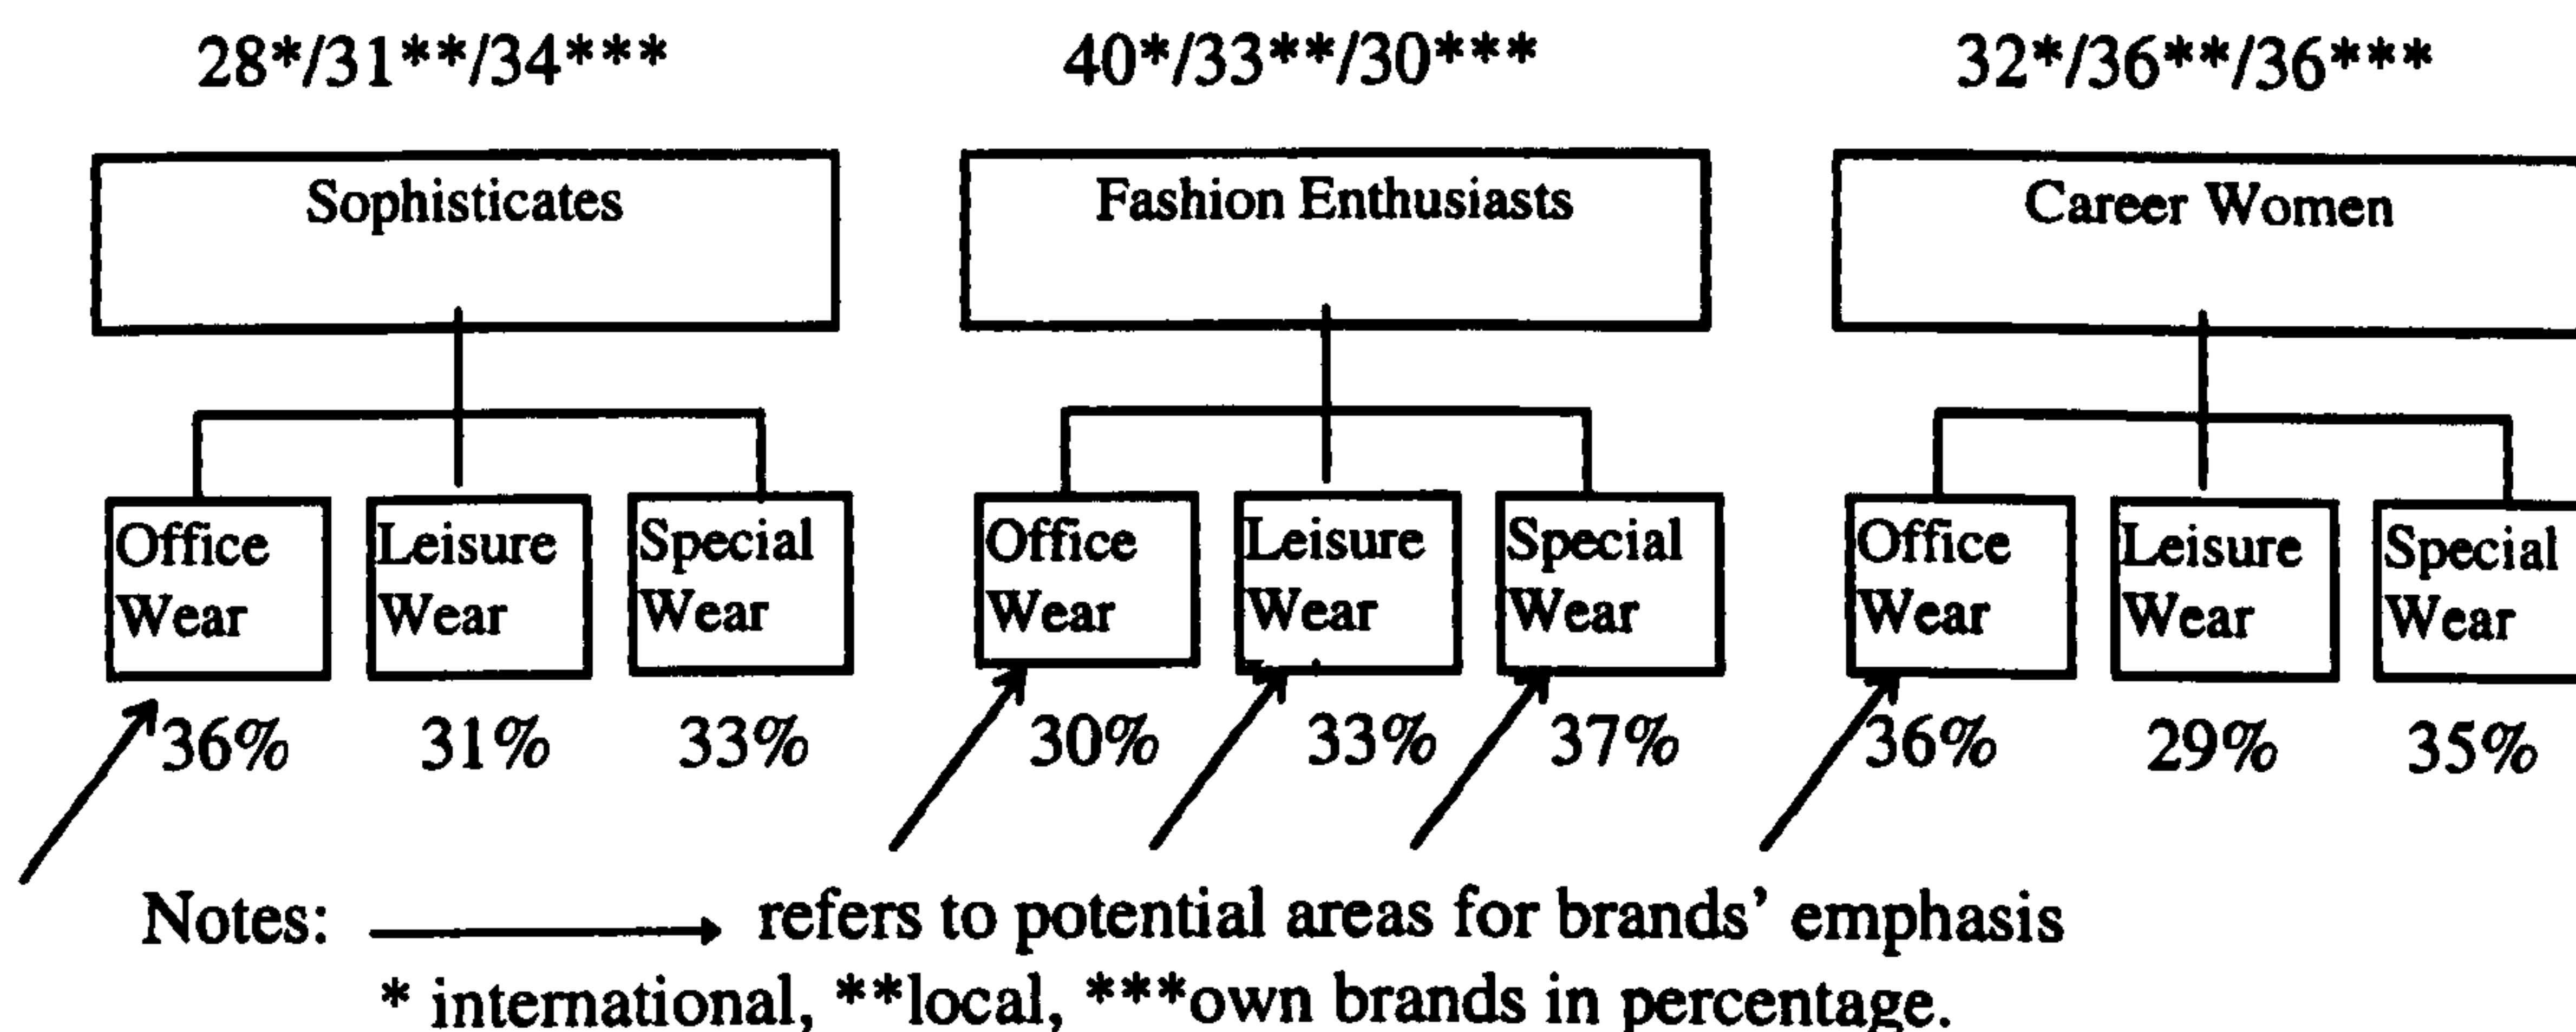 28*/31**/34*** 40*/33**/30*** 32*/36**/36***
Sophisticates Fashion Enthusiasts Career Women
Office Leisure Special Office Leisure Special Office Leisure Special
Wear Wear Wear Wear Wear Wear Wear Wear Wear
36% 31% 33% 30% 33% 37% 36% 29% 35%
Notes: refers to potential areas for brands’ emphasis
* international, **local, ***own brands in percentage.